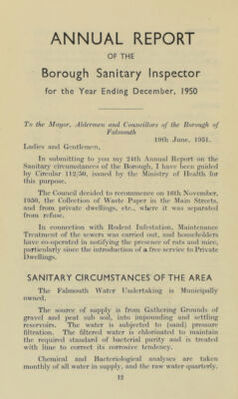 ANNUAL REPORT
OF THE
Borough Sanitary Inspector
for the Year Ending December, 1950
To the Mayor, Aldermen and Councillors of the Borough of
Falmouth
19th June, 1951.
Ladies and Gentlemen,
In submitting to you my 24th Annual Report on the
Sanitary circumstances of the Borough, I have been guided
by Circular 112/50, issued by the Ministry of Health for
this purpose.
The Council decided to recommence on 16th November,
1950, the Collection of Waste Paper in the Main Streets,
and from private dwellings, etc., where it was separated
from refuse.
In connection with Rodent Infestation, Maintenance
Treatment of the sewers was carried out, and householders
have co-operated in notifying the presence of rats and mice,
particularly since the introduction of a free service to Private
Dwellings.
SANITARY CIRCUMSTANCES OF THE AREA
The Falmouth Water Undertaking is Municipally
owned.
The source of supply is from Gathering Grounds of
gravel and peat sub soil, into impounding and settling
reservoirs. The water is subjected to (sand) pressure
filtration. The filtered water is chlorinated to maintain
the required standard of bacterial purity and is treated
with lime to correct its corrosive tendency.
Chemical and Bacteriological analyses are taken
monthly of all water in supply, and the raw water quarterly.
12